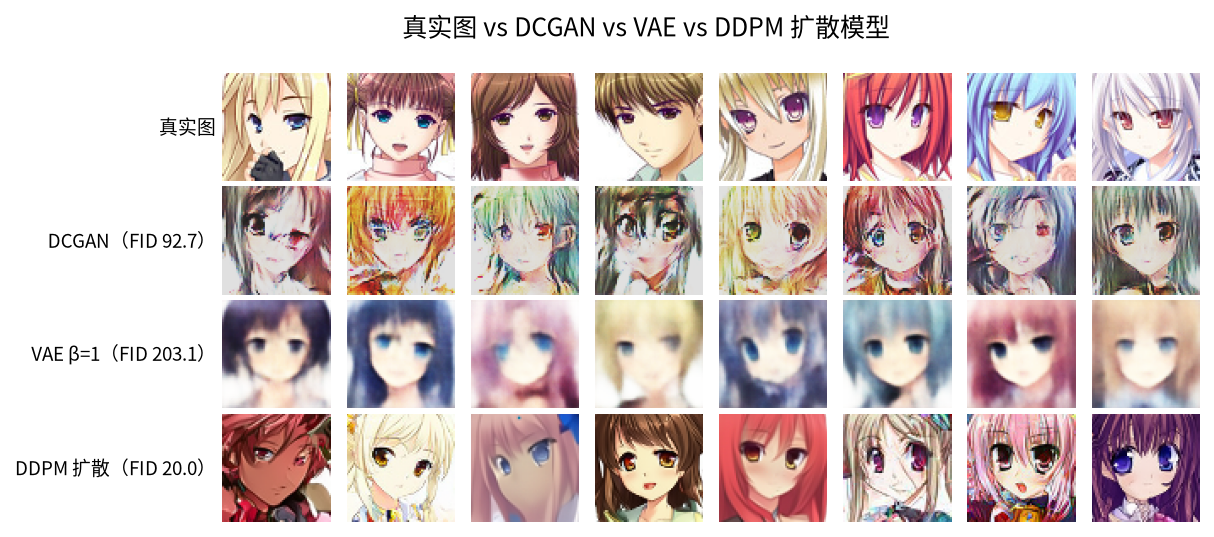 真实图 vs DCGAN vs VAE vs DDPM 扩散模型
真实图
DCGAN（FID 92.7）
VAE β=1（FID 203.1）
DDPM 扩散（FID 20.0）